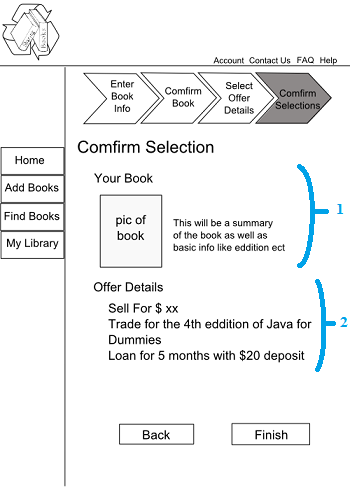 Books
Account Contact Us FAQ Help
Enter
Book
Info
Comfirm
Book
Select
Offer
Details
Comfirm
Selections
Home
Add Books
Find Books
My Library
Comfirm Selection
Your Book
pic of
book
This will be a summary
of the book as well as
basic info like eddition ect
1
Offer Details
Sell For $ xx
Trade for the 4th eddition of Java for
Dummies
Loan for 5 months with $20 deposit
2
Back
Finish